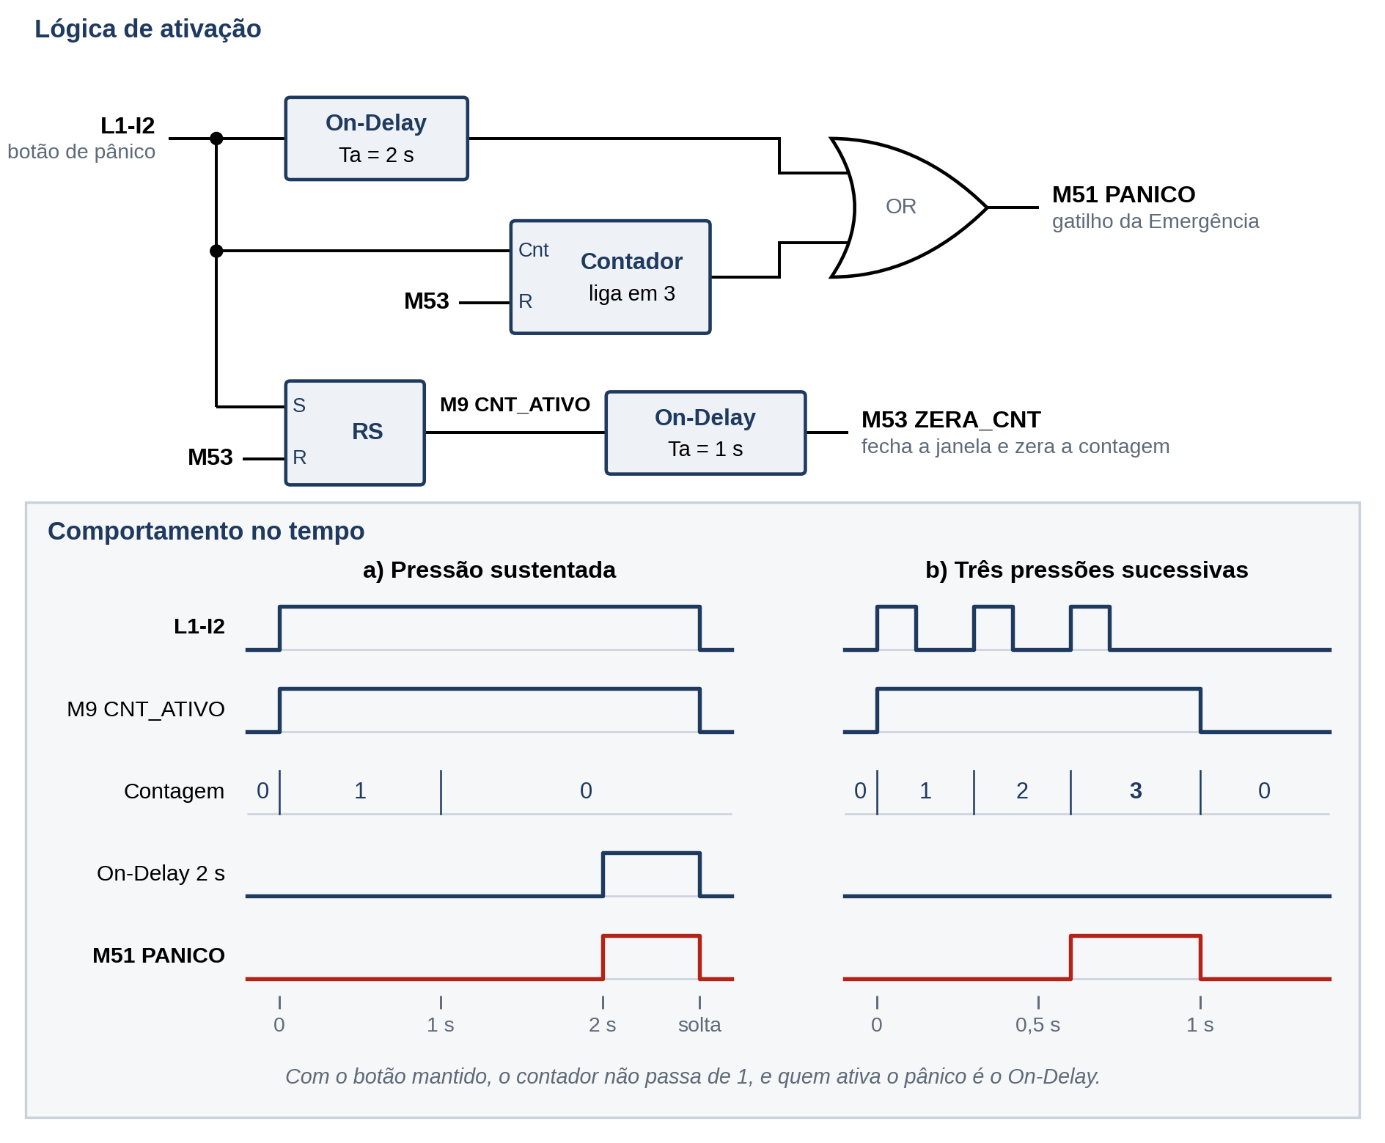 Lógica de ativação
L1-I2
botão de pânico
On-Delay
Ta = 2 s
OR
M51 PANICO
gatilho da Emergência
Cnt
Contador
liga em 3
M53
R
S
RS
M53
R
M9 CNT_ATIVO
On-Delay
Ta = 1 s
M53 ZERA_CNT
fecha a janela e zera a contagem
Comportamento no tempo
a) Pressão sustentada
b) Três pressões sucessivas
L1-I2
M9 CNT_ATIVO
Contagem
0 1 0
0 1 2 3 0
On-Delay 2 s
M51 PANICO
0 1 s 2 s solta
0 0,5 s 1 s
Com o botão mantido, o contador não passa de 1, e quem ativa o pânico é o On-Delay.